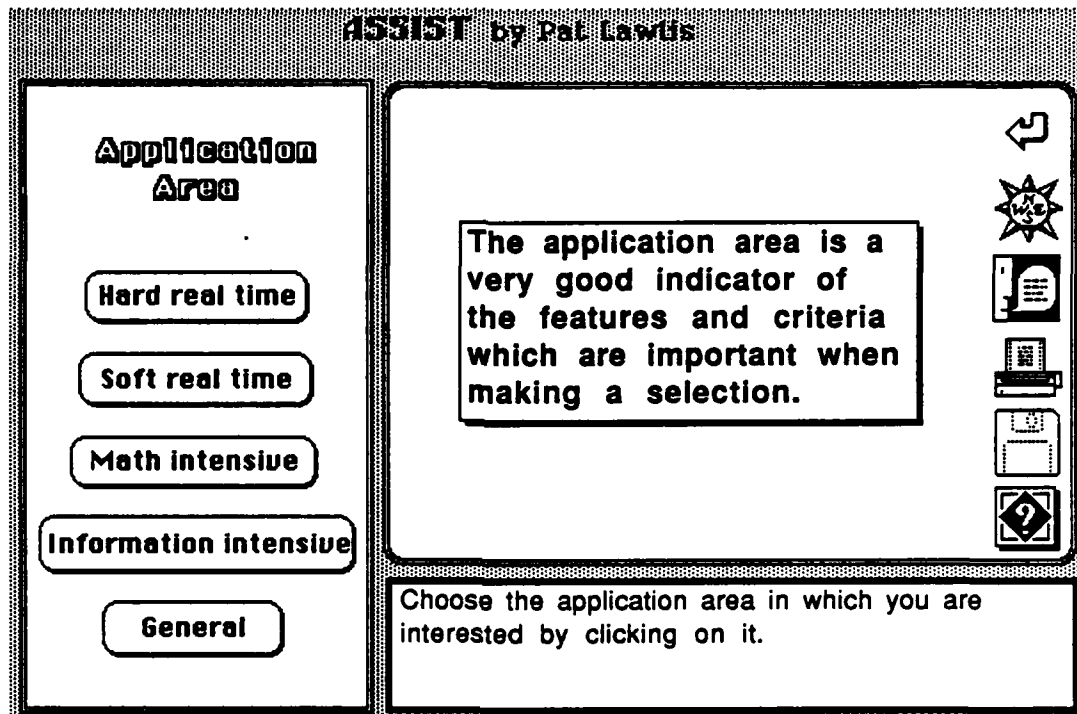 ASSIST by Pat Lawlis
Application
Area
Hard real time
Soft real time
Math intensive
Information intensive
General
The application area is a
very good indicator of
the features and criteria
which are important when
making a selection.
N
W S E
?
Choose the application area in which you are
interested by clicking on it.